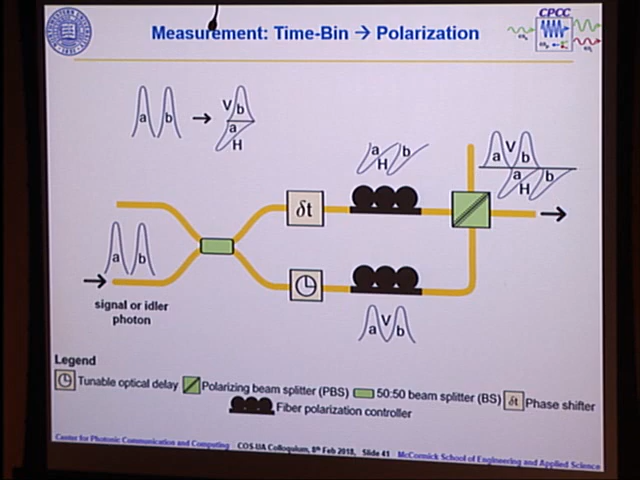 Measurement: Time-Bin → Polarization
CPCC
a b → V b
a
H
a H b
a V b
a H b
δt
a b
signal or idler
photon
a V b
Legend
Tunable optical delay Polarizing beam splitter (PBS) 50:50 beam splitter (BS) δt Phase shifter
Fiber polarization controller
Center for Photonic Communication and Computing COS-UA Colloquium, 8th Feb 2018, Slide 41 McCormick School of Engineering and Applied Science